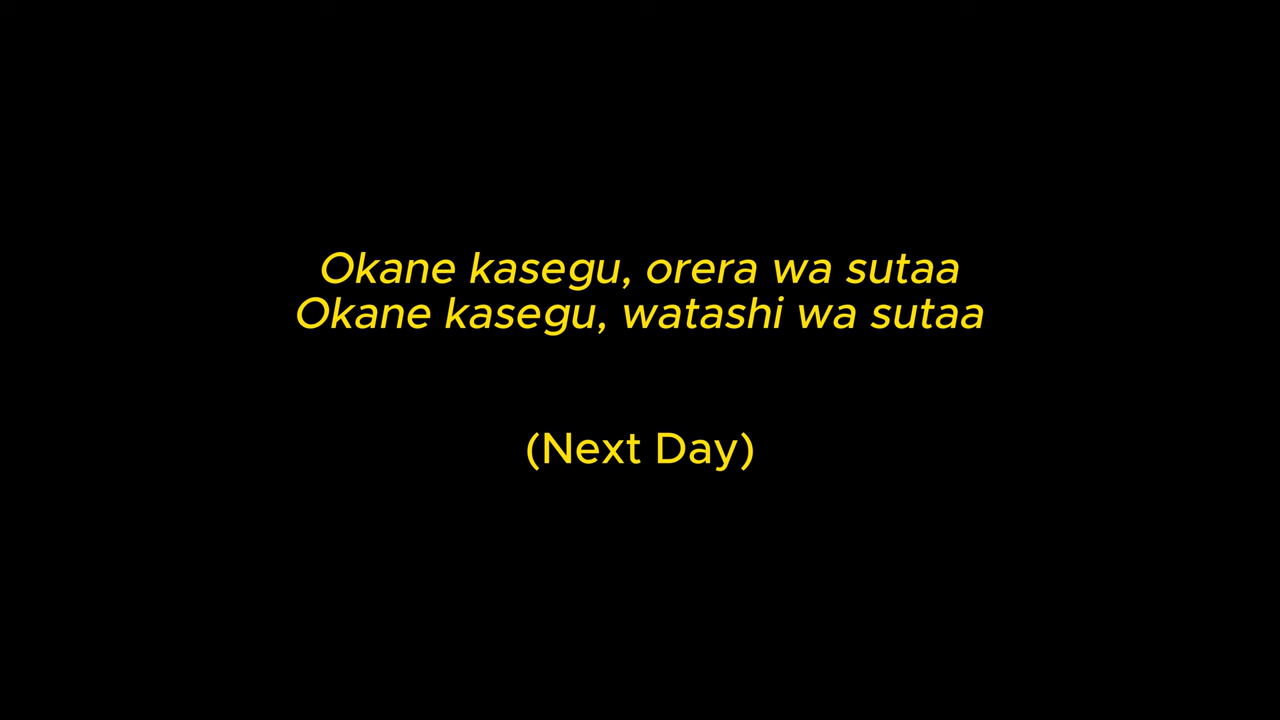 Okane kasegu, orera wa sutaa
Okane kasegu, watashi wa sutaa
(Next Day)